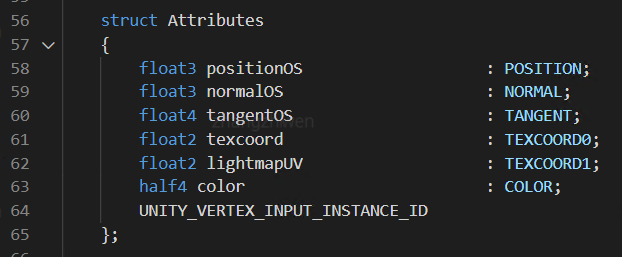 56 struct Attributes
57 {
58 float3 positionOS : POSITION;
59 float3 normalOS : NORMAL;
60 float4 tangentOS : TANGENT;
61 float2 texcoord : TEXCOORD0;
62 float2 lightmapUV : TEXCOORD1;
63 half4 color : COLOR;
64 UNITY_VERTEX_INPUT_INSTANCE_ID
65 };